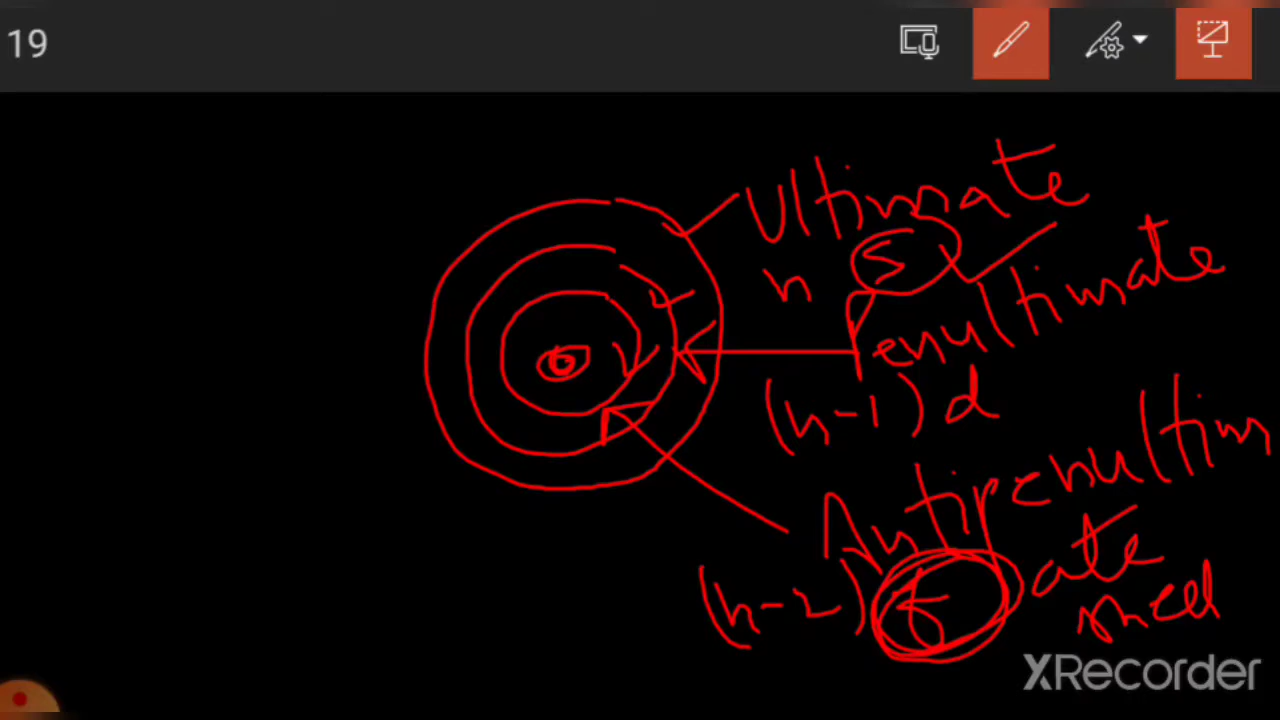 19
Ultimate
n s
Penultimate
(n-1) d
Antipenultim
ate
(n-2) f
shell
XRecorder